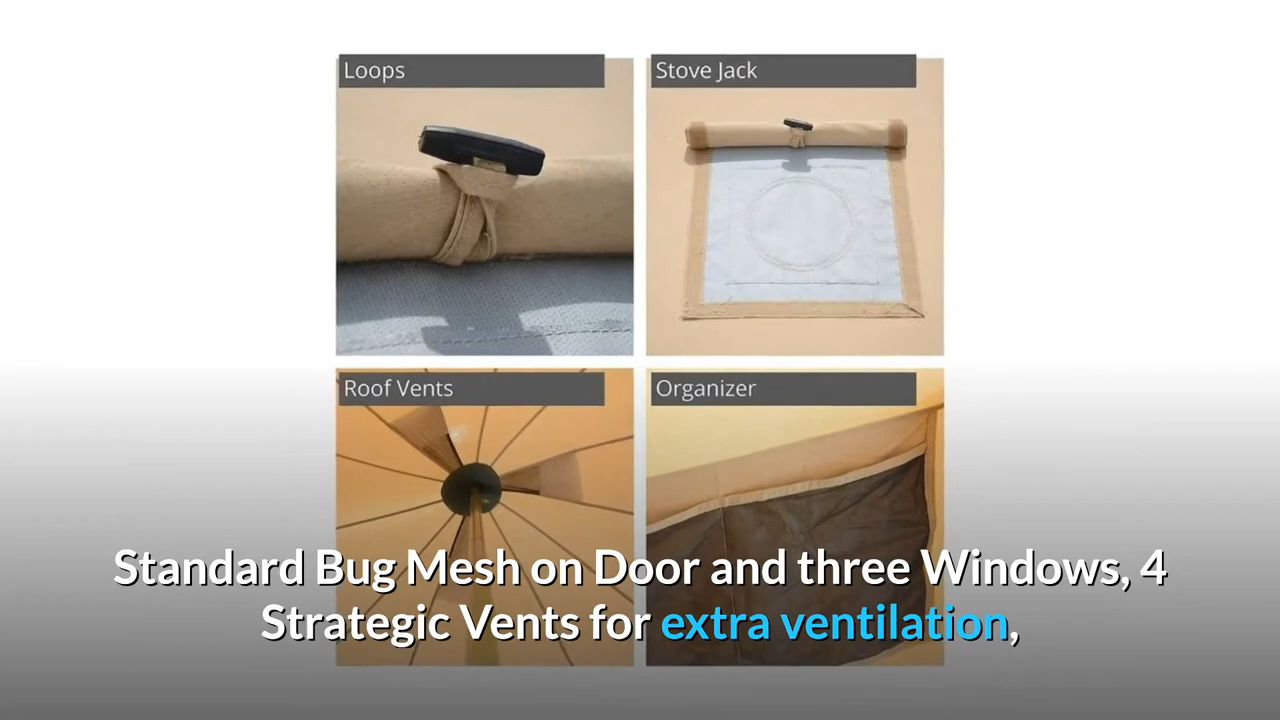 Loops
Stove Jack
Roof Vents
Organizer
Standard Bug Mesh on Door and three Windows, 4
Strategic Vents for extra ventilation,